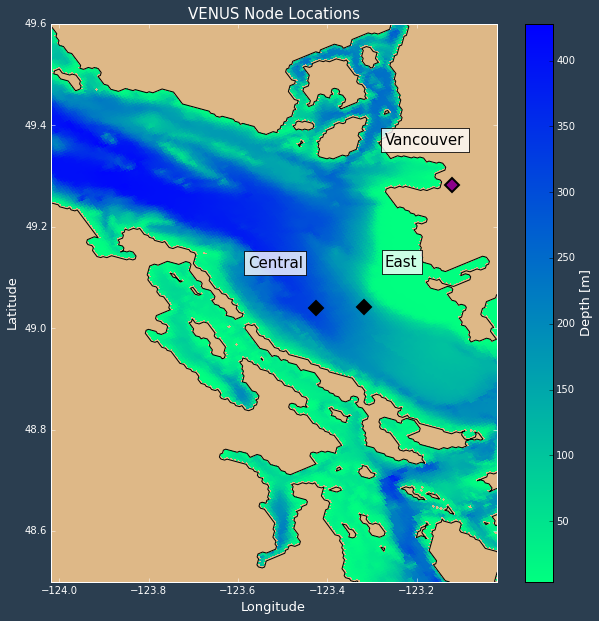 VENUS Node Locations
49.6
49.4
49.2
49.0
48.8
48.6
Latitude
Vancouver
Central
East
−124.0
−123.8
−123.6
−123.4
−123.2
Longitude
400
350
300
250
200
150
100
50
Depth [m]